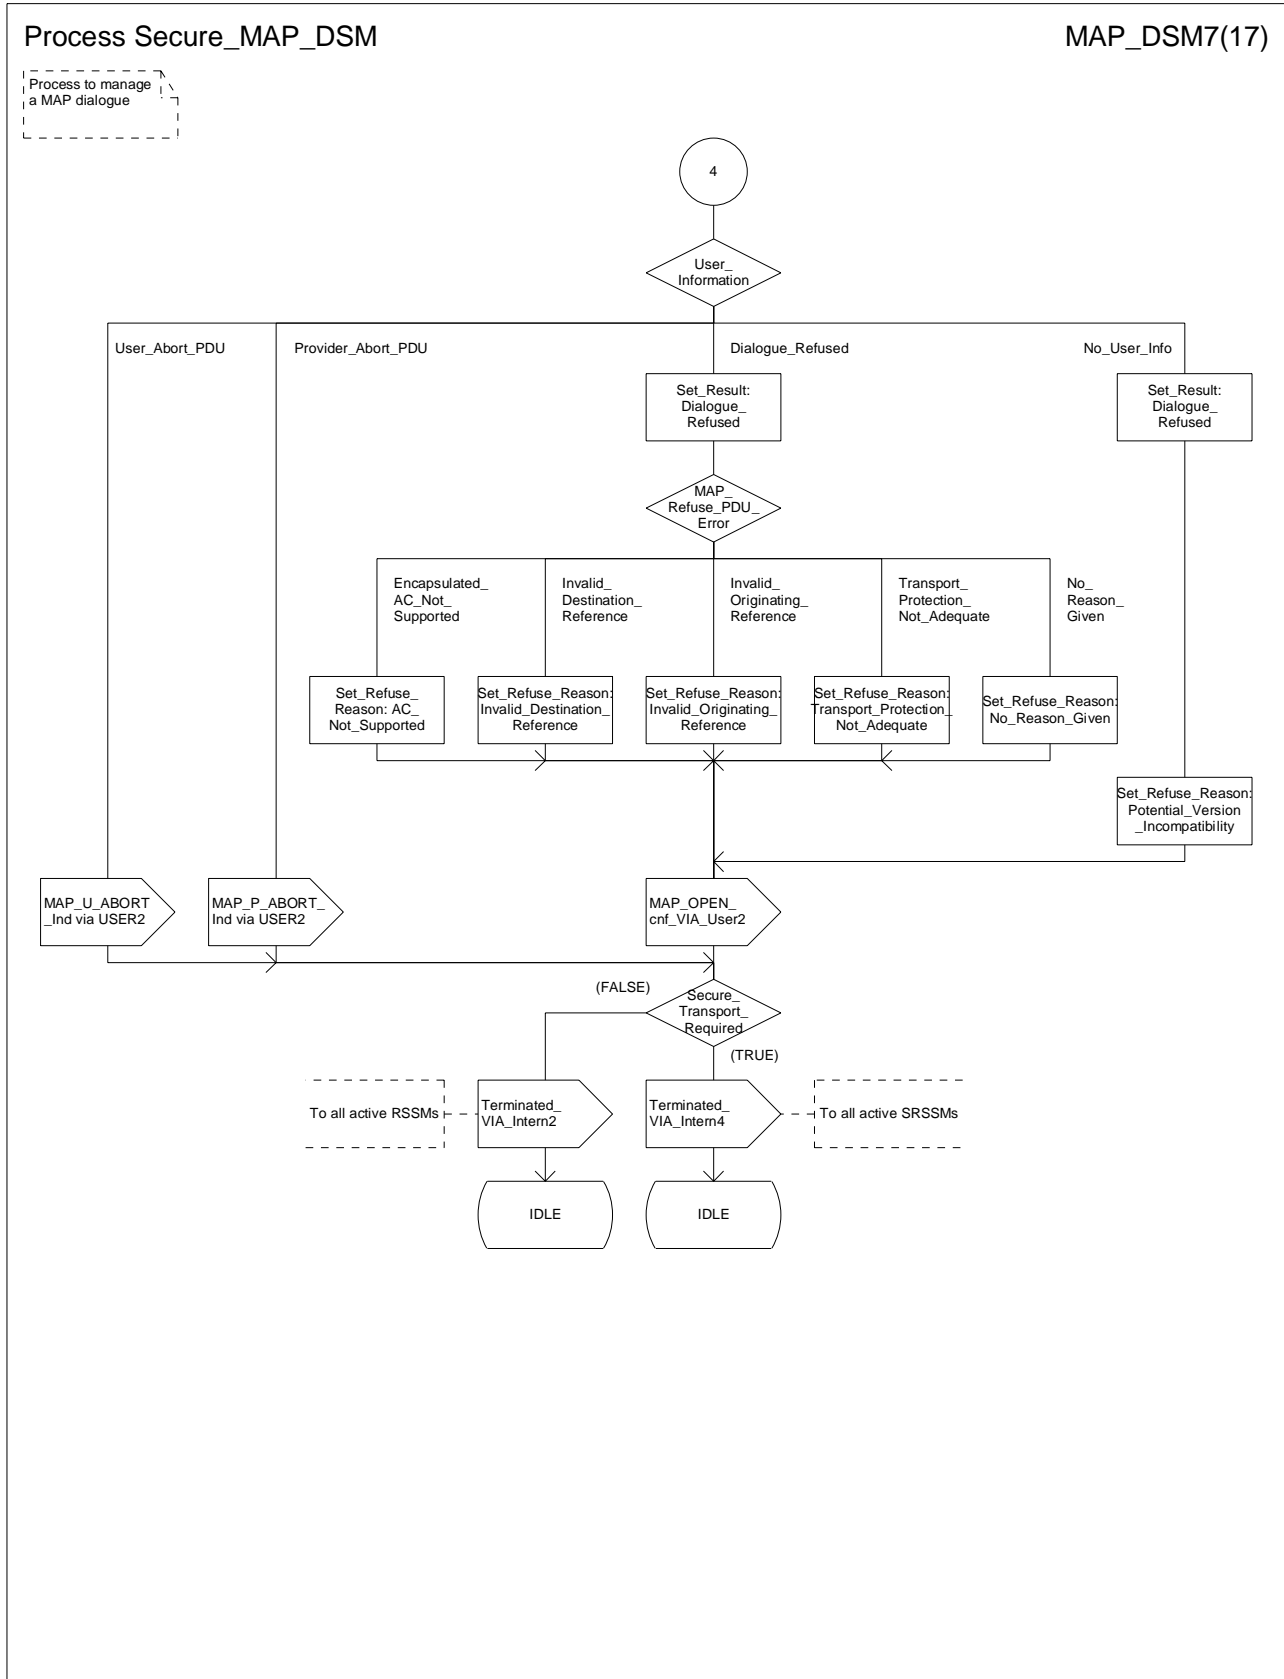 Process Secure_MAP_DSM
MAP_DSM7(17)
Process to manage
a MAP dialogue
4
User_
Information
User_Abort_PDU
Provider_Abort_PDU
Dialogue_Refused
No_User_Info
Set_Result:
Dialogue_
Refused
Set_Result:
Dialogue_
Refused
MAP_
Refuse_PDU_
Error
Encapsulated_
AC_Not_
Supported
Invalid_
Destination_
Reference
Invalid_
Originating_
Reference
Transport_
Protection_
Not_Adequate
No_
Reason_
Given
Set_Refuse_
Reason: AC_
Not_Supported
Set_Refuse_Reason:
Invalid_Destination_
Reference
Set_Refuse_Reason:
Invalid_Originating_
Reference
Set_Refuse_Reason:
Transport_Protection_
Not_Adequate
Set_Refuse_Reason:
No_Reason_Given
Set_Refuse_Reason:
Potential_Version
_Incompatibility
MAP_U_ABORT
_Ind via USER2
MAP_P_ABORT_
Ind via USER2
MAP_OPEN_
cnf_VIA_User2
(FALSE)
Secure_
Transport_
Required
(TRUE)
To all active RSSMs
Terminated_
VIA_Intern2
Terminated_
VIA_Intern4
To all active SRSSMs
IDLE
IDLE